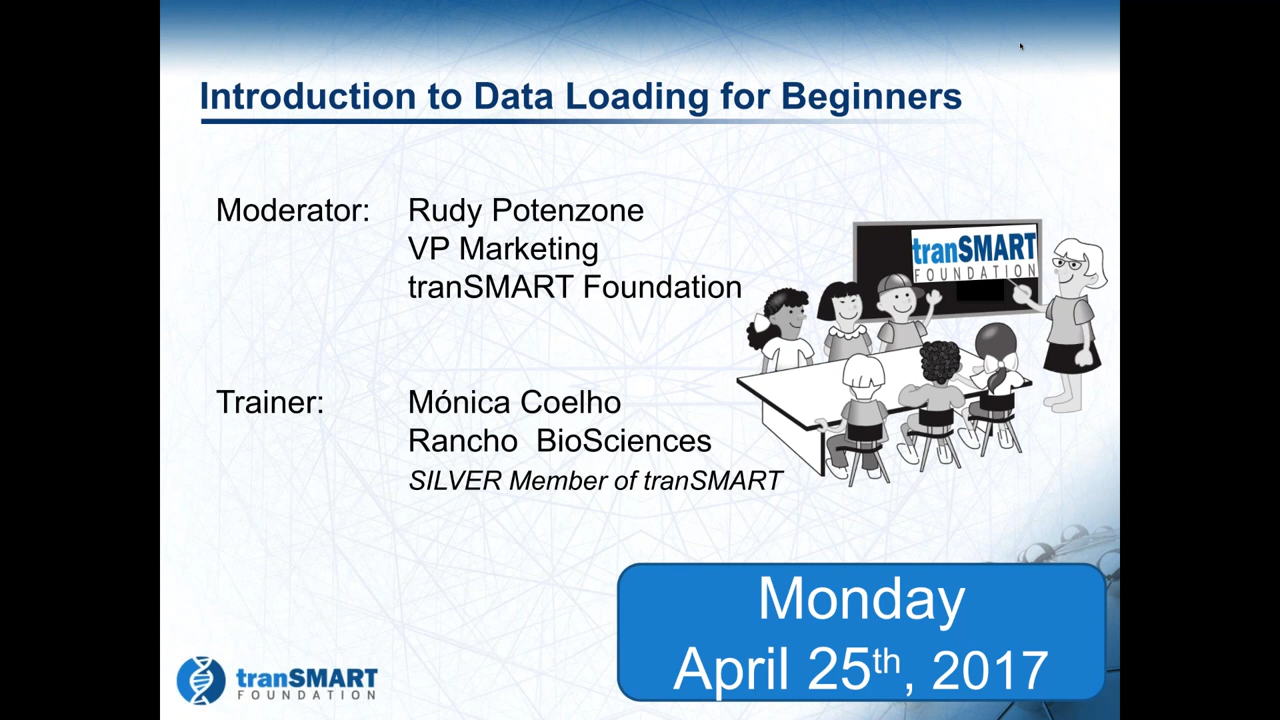 Introduction to Data Loading for Beginners
Moderator: Rudy Potenzone
VP Marketing
tranSMART Foundation
tranSMART
FOUNDATION
Trainer: Mónica Coelho
Rancho BioSciences
SILVER Member of tranSMART
Monday
April 25th, 2017
tranSMART
FOUNDATION